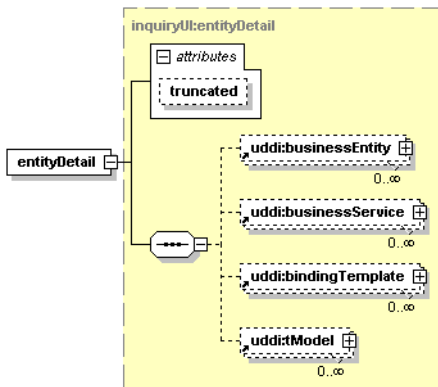 inquiryUI:entityDetail
attributes
truncated
entityDetail
uddi:businessEntity
0..∞
uddi:businessService
0..∞
uddi:bindingTemplate
0..∞
uddi:tModel
0..∞